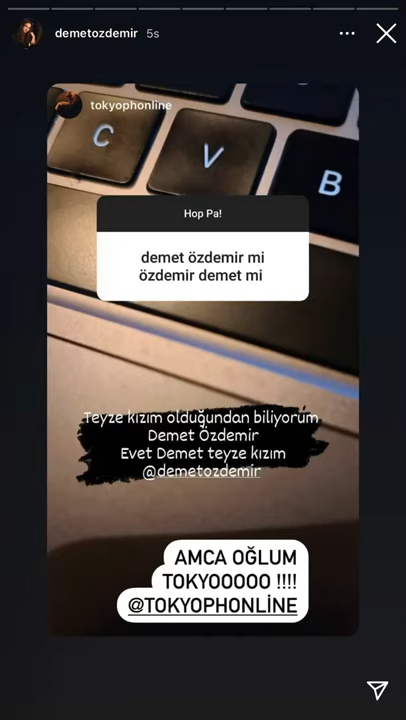 demetozdemir 5s
tokyophonline
C
V
B
Hop Pa!
demet özdemir mi
özdemir demet mi
Teyze kızım olduğundan biliyorum
Demet Özdemir
Evet Demet teyze kızım
@demetozdemir
AMCA OĞLUM
TOKYOOOOO !!!!
@TOKYOPHONLİNE